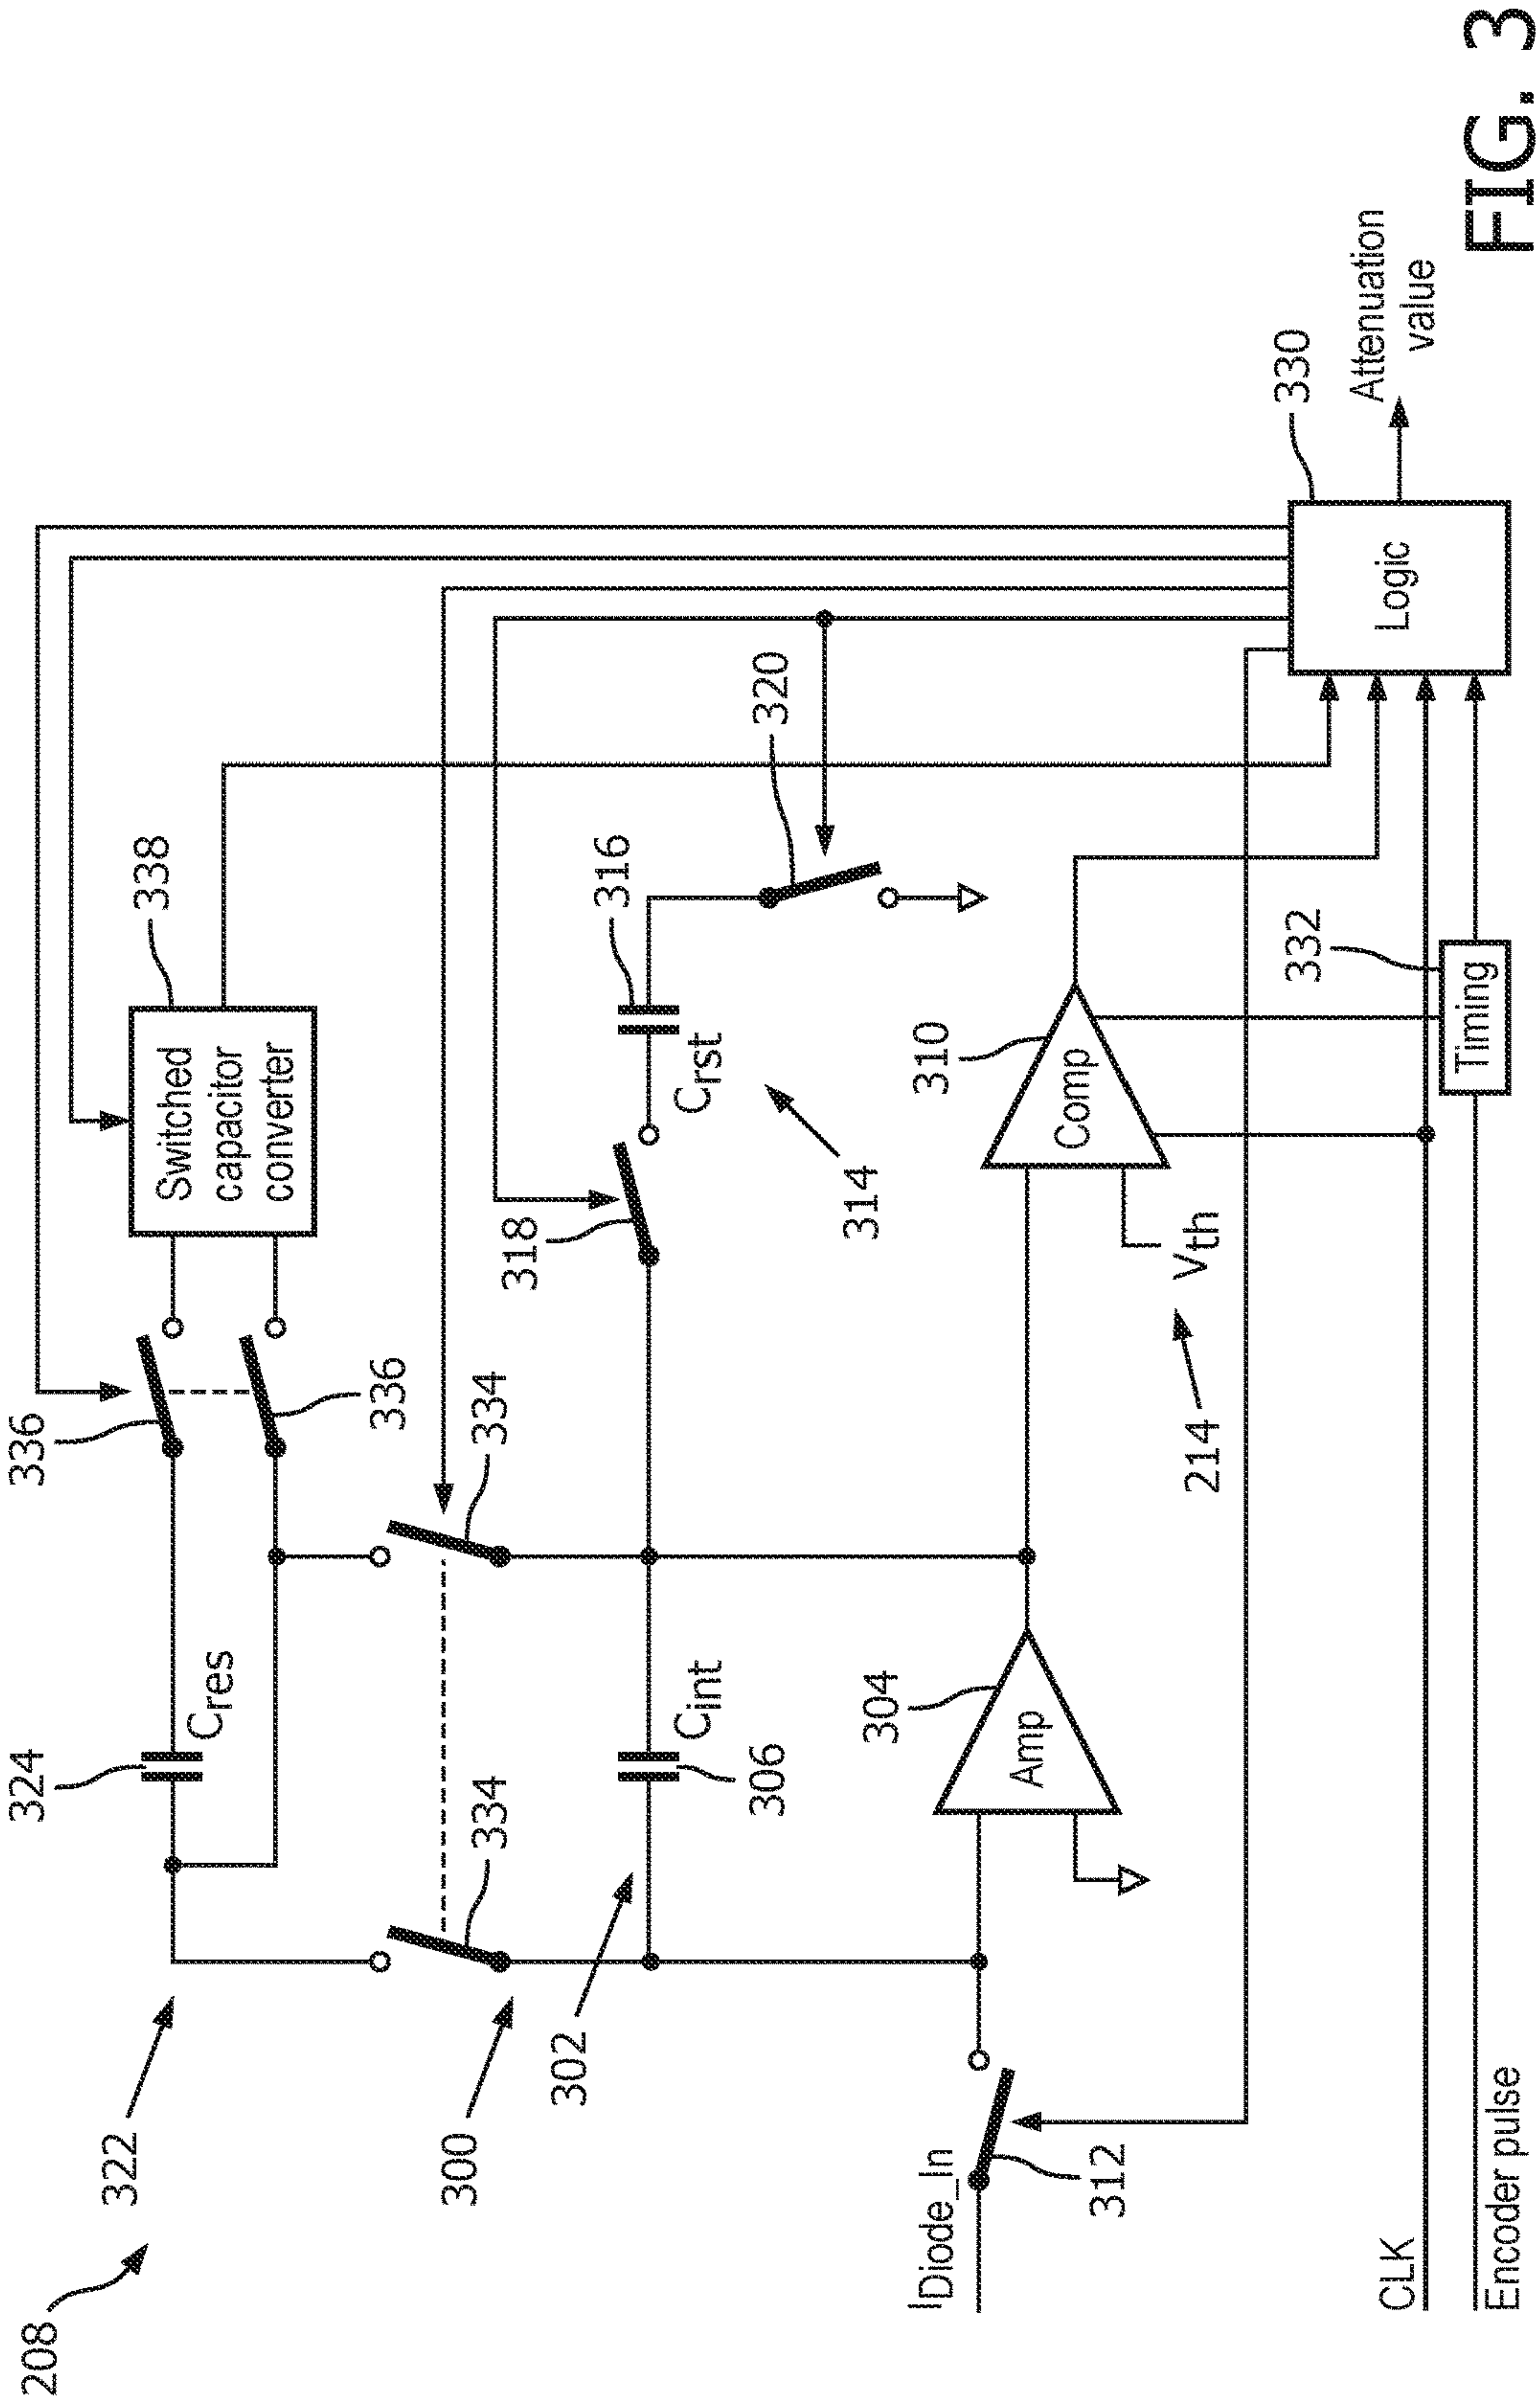 208
322
324
Cres
336
336
338
Switched
capacitor
converter
300
334
334
302
306
Cint
318
Crst
316
314
320
IDiode_In
312
304
Amp
214
Vth
310
Comp
332
Timing
CLK
Encoder pulse
330
Logic
Attenuation
value
FIG. 3